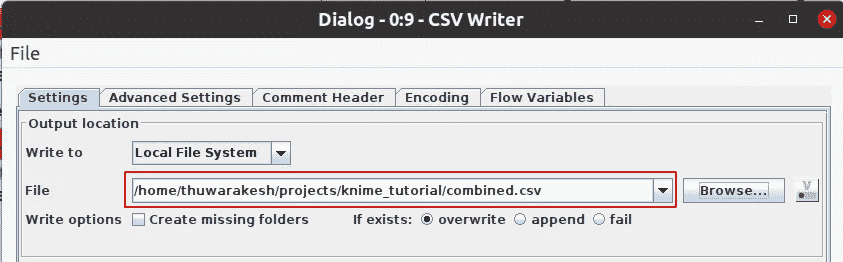 Dialog - 0:9 - CSV Writer
File
Settings Advanced Settings Comment Header Encoding Flow Variables
Output location
Write to Local File System
File /home/thuwarakesh/projects/knime_tutorial/combined.csv Browse... V
Write options Create missing folders If exists: overwrite append fail